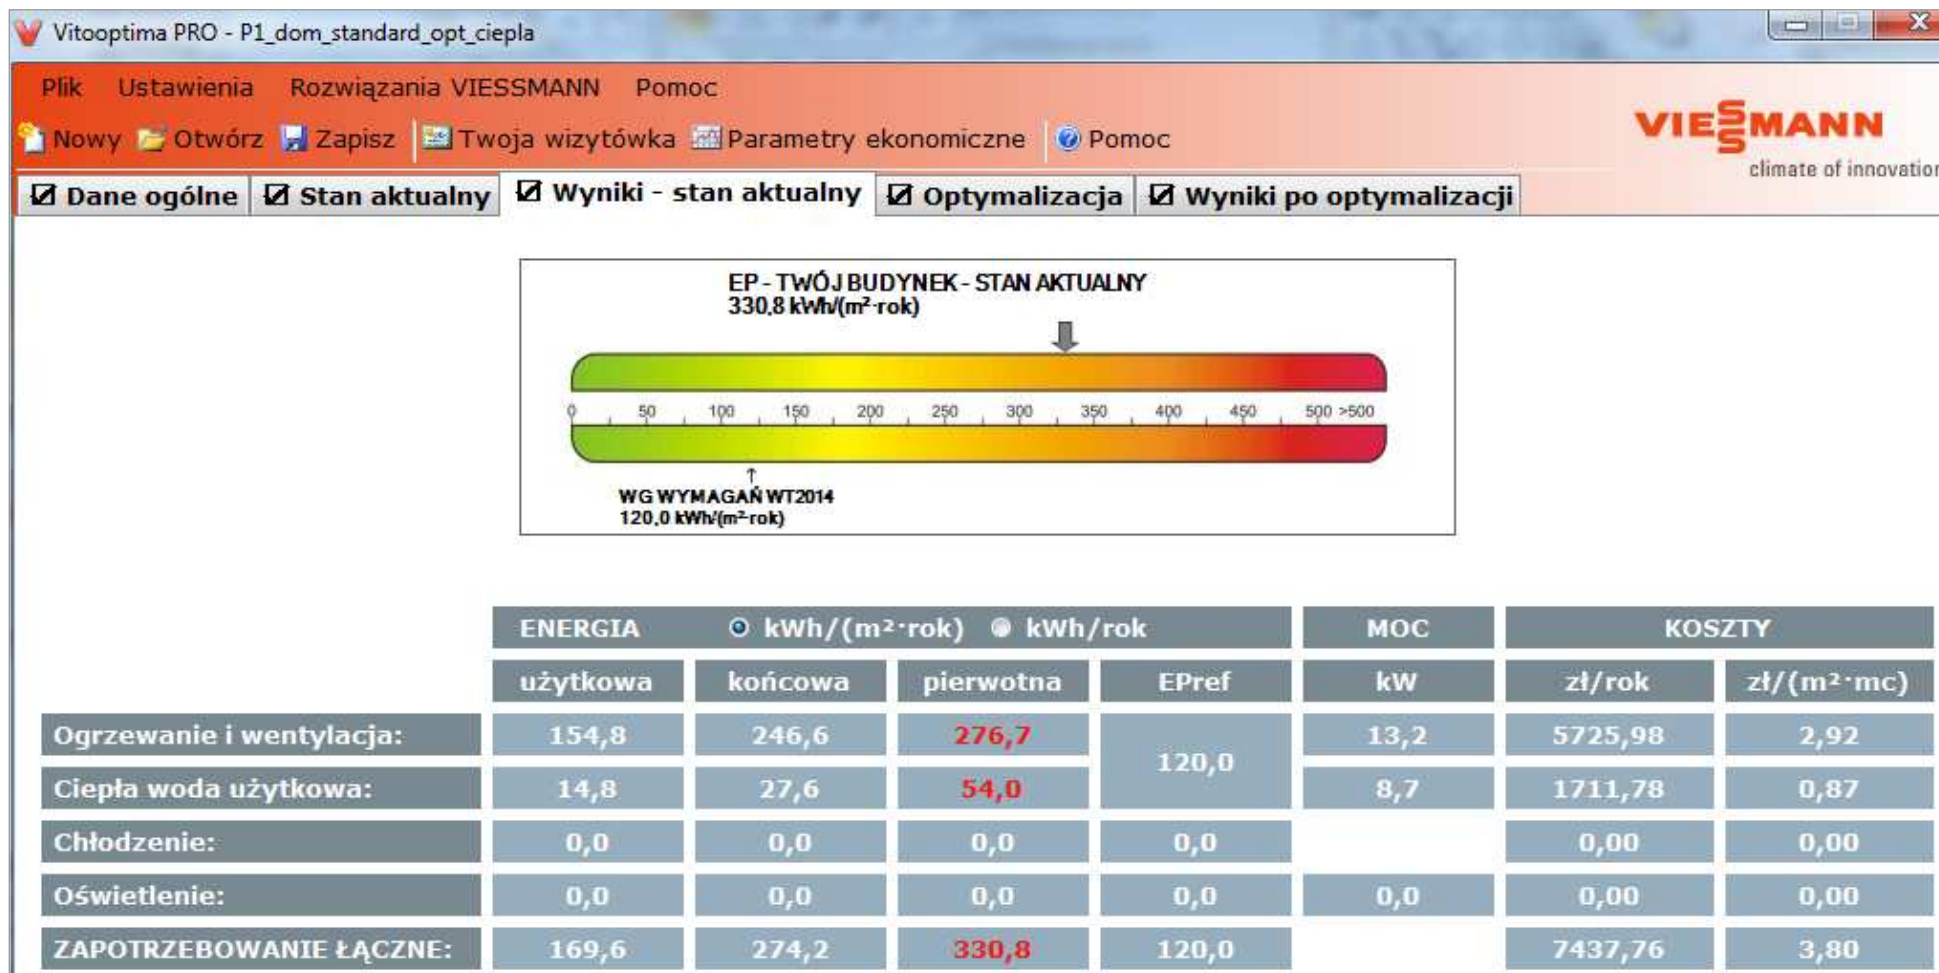 Vitooptima PRO - P1_dom_standard_opt_ciepla
Plik Ustawienia Rozwiązania VIESSMANN Pomoc
Nowy Otwórz Zapisz Twoja wizytówka Parametry ekonomiczne Pomoc
VIESSMANN
climate of innovation
Dane ogólne Stan aktualny Wyniki - stan aktualny Optymalizacja Wyniki po optymalizacji
EP - TWÓJ BUDYNEK - STAN AKTUALNY
330,8 kWh/(m²·rok)
0 50 100 150 200 250 300 350 400 450 500 >500
WG WYMAGAŃ WT2014
120,0 kWh/(m²·rok)
ENERGIA kWh/(m²·rok) kWh/rok MOC KOSZTY
użytkowa końcowa pierwotna EPref kW zł/rok zł/(m²·mc)
Ogrzewanie i wentylacja: 154,8 246,6 276,7 120,0 13,2 5725,98 2,92
Ciepła woda użytkowa: 14,8 27,6 54,0 8,7 1711,78 0,87
Chłodzenie: 0,0 0,0 0,0 0,0 0,00 0,00
Oświetlenie: 0,0 0,0 0,0 0,0 0,0 0,00 0,00
ZAPOTRZEBOWANIE ŁĄCZNE: 169,6 274,2 330,8 120,0 7437,76 3,80